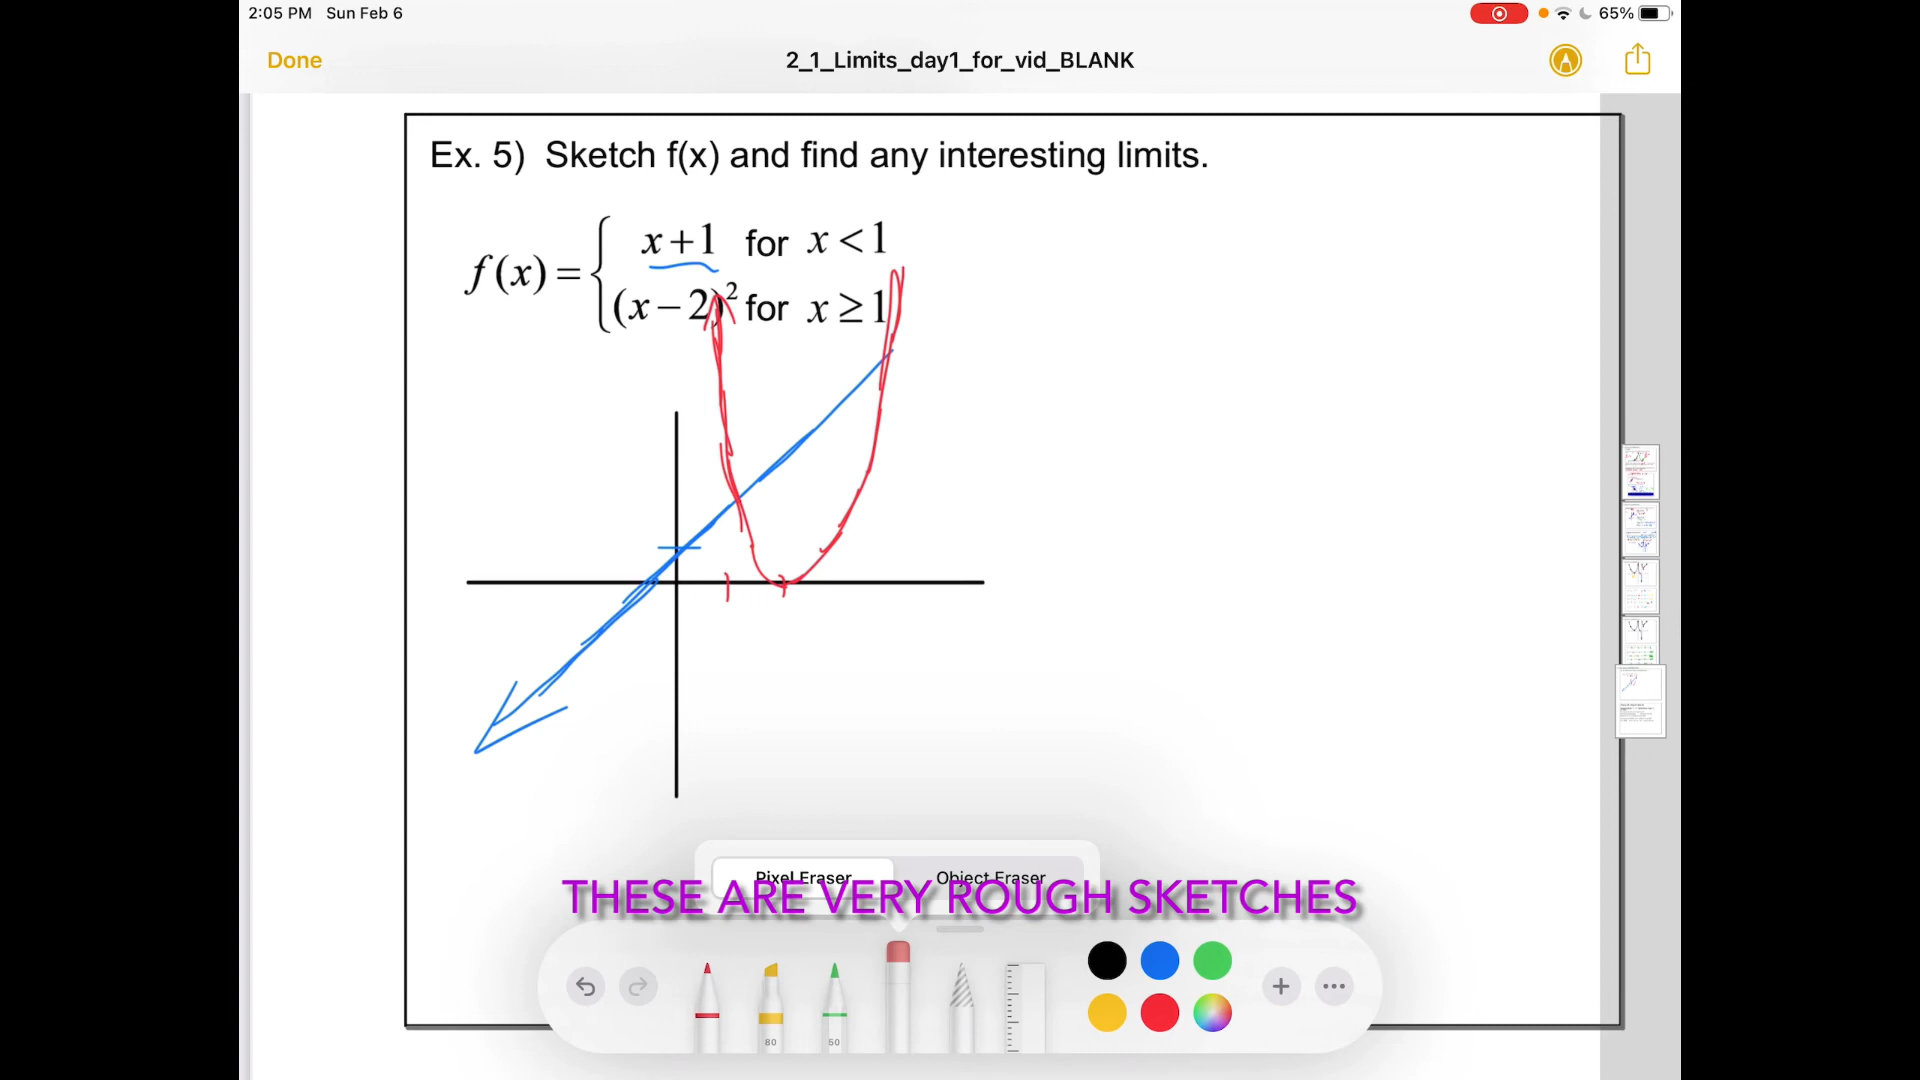 2:05 PM Sun Feb 6 65%
Done 2_1_Limits_day1_for_vid_BLANK
Ex. 5) Sketch f(x) and find any interesting limits.
f(x) = { x+1 for x < 1
(x−2)² for x ≥ 1
Pixel Eraser Object Eraser
THESE ARE VERY ROUGH SKETCHES
80 50